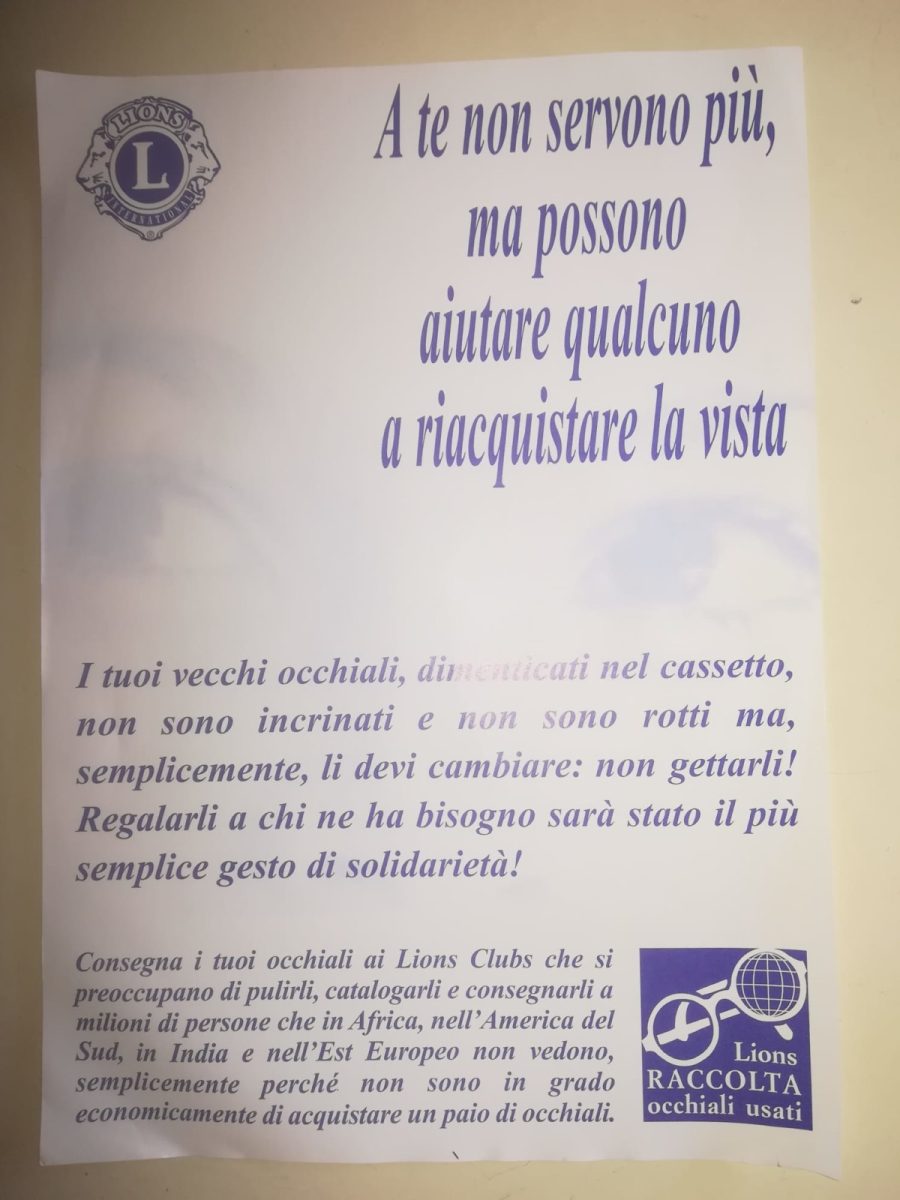 LIONS
L
INTERNATIONAL
®
A te non servono più,
ma possono
aiutare qualcuno
a riacquistare la vista
I tuoi vecchi occhiali, dimenticati nel cassetto,
non sono incrinati e non sono rotti ma,
semplicemente, li devi cambiare: non gettarli!
Regalarli a chi ne ha bisogno sarà stato il più
semplice gesto di solidarietà!
Consegna i tuoi occhiali ai Lions Clubs che si
preoccupano di pulirli, catalogarli e consegnarli a
milioni di persone che in Africa, nell'America del
Sud, in India e nell'Est Europeo non vedono,
semplicemente perché non sono in grado
economicamente di acquistare un paio di occhiali.
Lions
RACCOLTA
occhiali usati